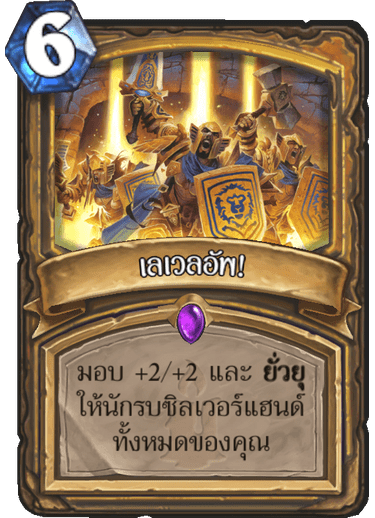 6
เลเวลอัพ!
มอบ +2/+2 และ ยั่วยุ
ให้นักรบซิลเวอร์แฮนด์
ทั้งหมดของคุณ